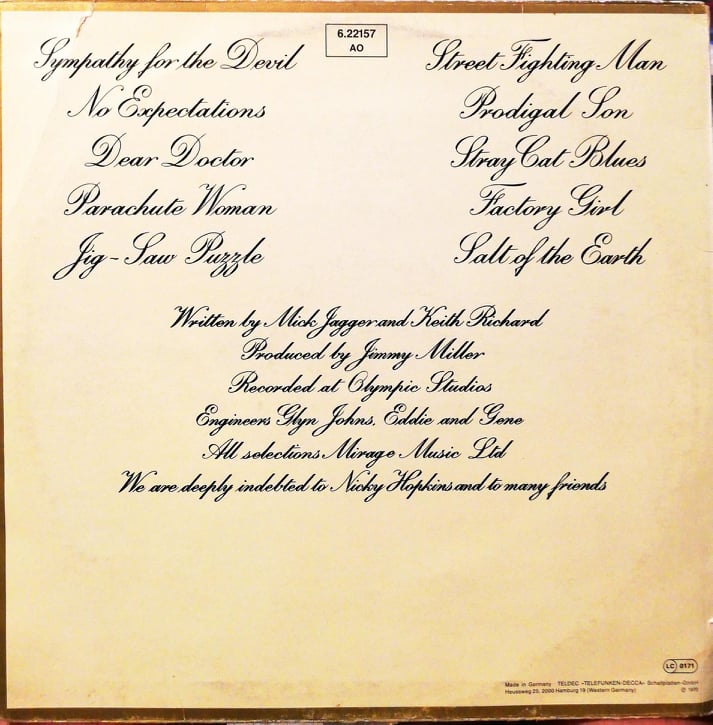 6.22157
AO
Sympathy for the Devil
No Expectations
Dear Doctor
Parachute Woman
Jig-Saw Puzzle
Street Fighting Man
Prodigal Son
Stray Cat Blues
Factory Girl
Salt of the Earth
Written by Mick Jagger and Keith Richard
Produced by Jimmy Miller
Recorded at Olympic Studios
Engineers Glyn Johns, Eddie and Gene
All selections Mirage Music Ltd
We are deeply indebted to Nicky Hopkins and to many friends
LC 0171
Made in Germany TELDEC »TELEFUNKEN-DECCA« Schallplatten-GmbH
Heussweg 25, 2000 Hamburg 19 (Western Germany)